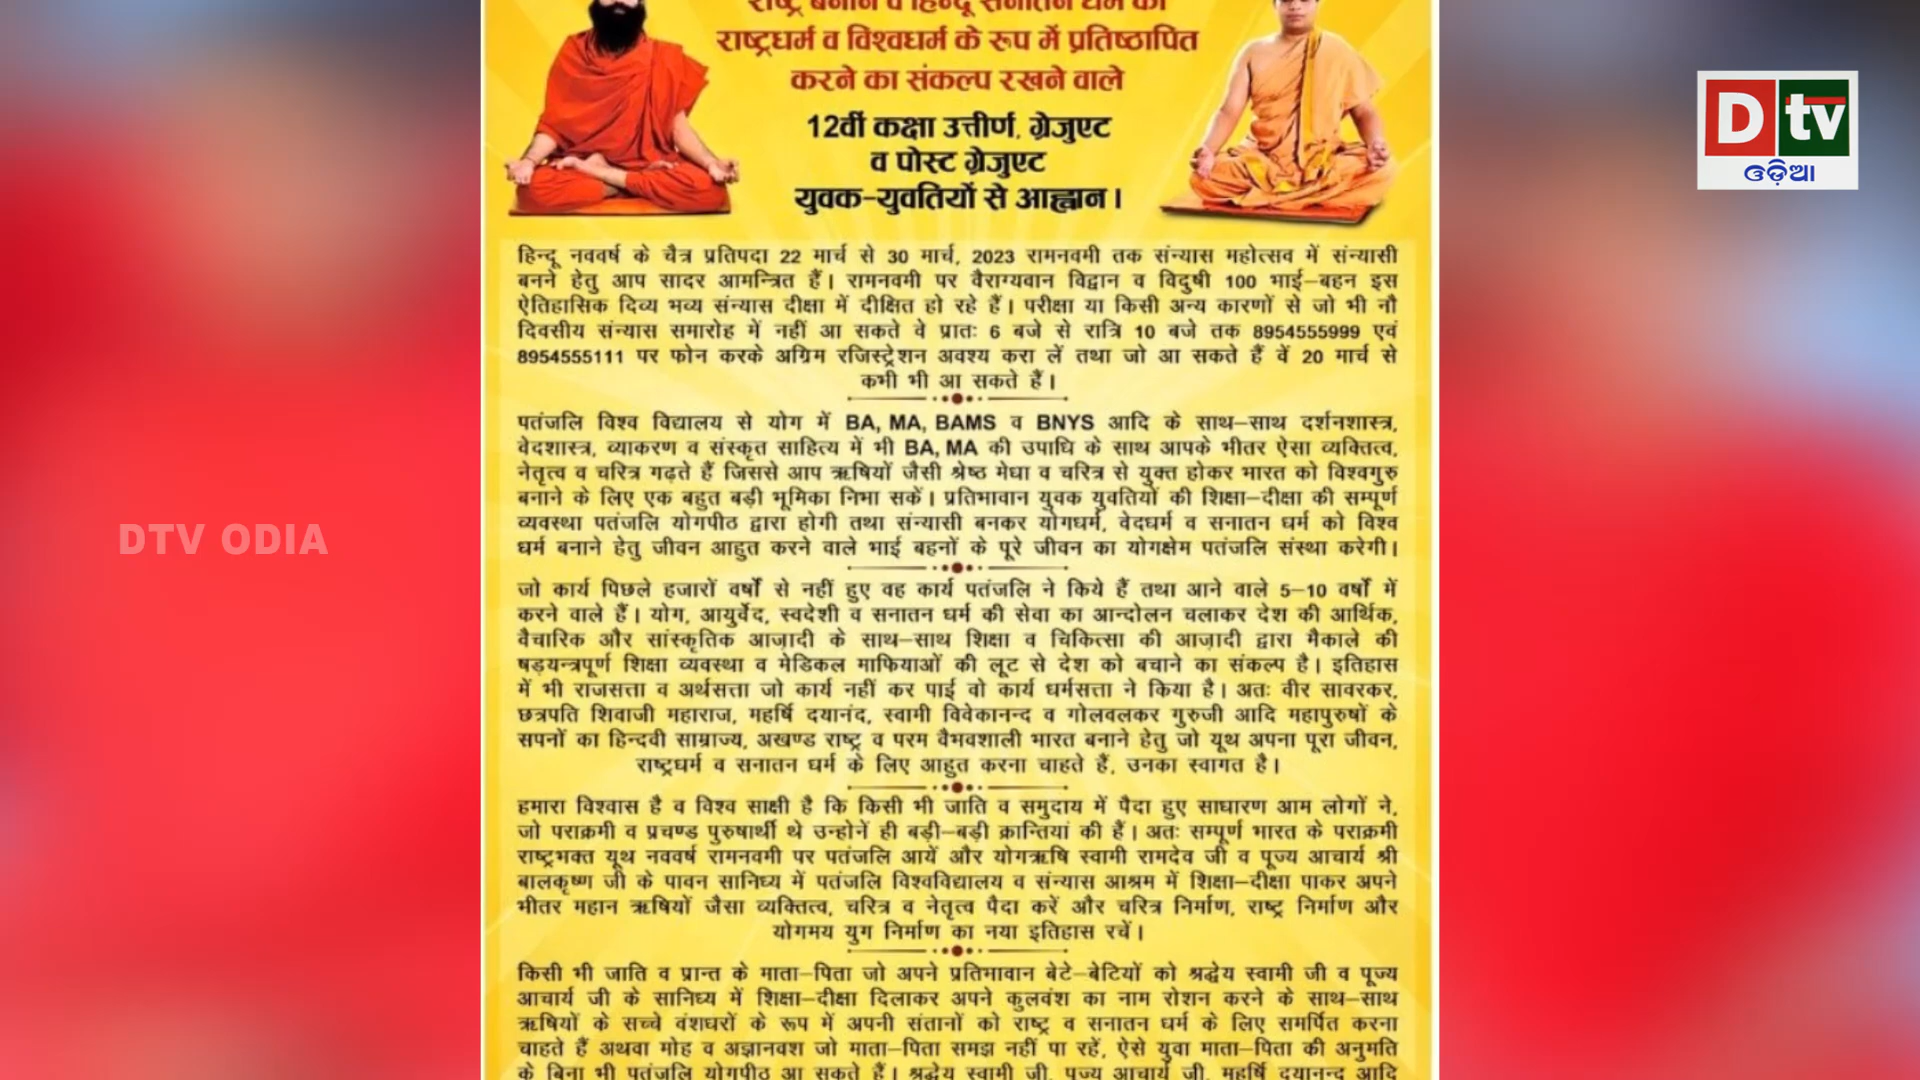 राष्ट्र बनाने व हिन्दू सनातन धर्म को
राष्ट्रधर्म व विश्वधर्म के रूप में प्रतिष्ठापित
करने का संकल्प रखने वाले
12वीं कक्षा उत्तीर्ण, ग्रेजुएट
व पोस्ट ग्रेजुएट
युवक-युवतियों से आह्वान।
D tv
ଓଡ଼ିଆ
हिन्दू नववर्ष के चैत्र प्रतिपदा 22 मार्च से 30 मार्च, 2023 रामनवमी तक संन्यास महोत्सव में संन्यासी
बनने हेतु आप सादर आमन्त्रित हैं। रामनवमी पर वैराग्यवान विद्वान व विदुषी 100 भाई–बहन इस
ऐतिहासिक दिव्य भव्य संन्यास दीक्षा में दीक्षित हो रहे हैं। परीक्षा या किसी अन्य कारणों से जो भी नौ
दिवसीय संन्यास समारोह में नहीं आ सकते वे प्रातः 6 बजे से रात्रि 10 बजे तक 8954555999 एवं
8954555111 पर फोन करके अग्रिम रजिस्ट्रेशन अवश्य करा लें तथा जो आ सकते हैं वें 20 मार्च से
कभी भी आ सकते हैं।
पतंजलि विश्व विद्यालय से योग में BA, MA, BAMS व BNYS आदि के साथ–साथ दर्शनशास्त्र,
वेदशास्त्र, व्याकरण व संस्कृत साहित्य में भी BA, MA की उपाधि के साथ आपके भीतर ऐसा व्यक्तित्व,
नेतृत्व व चरित्र गढ़ते हैं जिससे आप ऋषियों जैसी श्रेष्ठ मेघा व चरित्र से युक्त होकर भारत को विश्वगुरु
बनाने के लिए एक बहुत बड़ी भूमिका निभा सकें। प्रतिभावान युवक युवतियों की शिक्षा–दीक्षा की सम्पूर्ण
व्यवस्था पतंजलि योगपीठ द्वारा होगी तथा संन्यासी बनकर योगधर्म, वेदधर्म व सनातन धर्म को विश्व
धर्म बनाने हेतु जीवन आहुत करने वाले भाई बहनों के पूरे जीवन का योगक्षेम पतंजलि संस्था करेगी।
DTV ODIA
जो कार्य पिछले हजारों वर्षों से नहीं हुए वह कार्य पतंजलि ने किये हैं तथा आने वाले 5–10 वर्षों में
करने वाले हैं। योग, आयुर्वेद, स्वदेशी व सनातन धर्म की सेवा का आन्दोलन चलाकर देश की आर्थिक,
वैचारिक और सांस्कृतिक आज़ादी के साथ–साथ शिक्षा व चिकित्सा की आज़ादी द्वारा मैकाले की
षड़यन्त्रपूर्ण शिक्षा व्यवस्था व मेडिकल माफियाओं की लूट से देश को बचाने का संकल्प है। इतिहास
में भी राजसत्ता व अर्थसत्ता जो कार्य नहीं कर पाई वो कार्य धर्मसत्ता ने किया है। अतः वीर सावरकर,
छत्रपति शिवाजी महाराज, महर्षि दयानंद, स्वामी विवेकानन्द व गोलवलकर गुरुजी आदि महापुरुषों के
सपनों का हिन्दवी साम्राज्य, अखण्ड राष्ट्र व परम वैभवशाली भारत बनाने हेतु जो यूथ अपना पूरा जीवन,
राष्ट्रधर्म व सनातन धर्म के लिए आहुत करना चाहते हैं, उनका स्वागत है।
हमारा विश्वास है व विश्व साक्षी है कि किसी भी जाति व समुदाय में पैदा हुए साधारण आम लोगों ने,
जो पराक्रमी व प्रचण्ड पुरुषार्थी थे उन्होनें ही बड़ी–बड़ी क्रान्तियां की हैं। अतः सम्पूर्ण भारत के पराक्रमी
राष्ट्रभक्त यूथ नववर्ष रामनवमी पर पतंजलि आयें और योगऋषि स्वामी रामदेव जी व पूज्य आचार्य श्री
बालकृष्ण जी के पावन सानिध्य में पतंजलि विश्वविद्यालय व संन्यास आश्रम में शिक्षा–दीक्षा पाकर अपने
भीतर महान ऋषियों जैसा व्यक्तित्व, चरित्र व नेतृत्व पैदा करें और चरित्र निर्माण, राष्ट्र निर्माण और
योगमय युग निर्माण का नया इतिहास रचें।
किसी भी जाति व प्रान्त के माता–पिता जो अपने प्रतिभावान बेटे–बेटियों को श्रद्धेय स्वामी जी व पूज्य
आचार्य जी के सानिध्य में शिक्षा–दीक्षा दिलाकर अपने कुलवंश का नाम रोशन करने के साथ–साथ
ऋषियों के सच्चे वंशधरों के रूप में अपनी संतानों को राष्ट्र व सनातन धर्म के लिए समर्पित करना
चाहते हैं अथवा मोह व अज्ञानवश जो माता–पिता समझ नहीं पा रहें, ऐसे युवा माता–पिता की अनुमति
के बिना भी पतंजलि योगपीठ आ सकते हैं। श्रद्धेय स्वामी जी, पूज्य आचार्य जी, महर्षि दयानन्द आदि